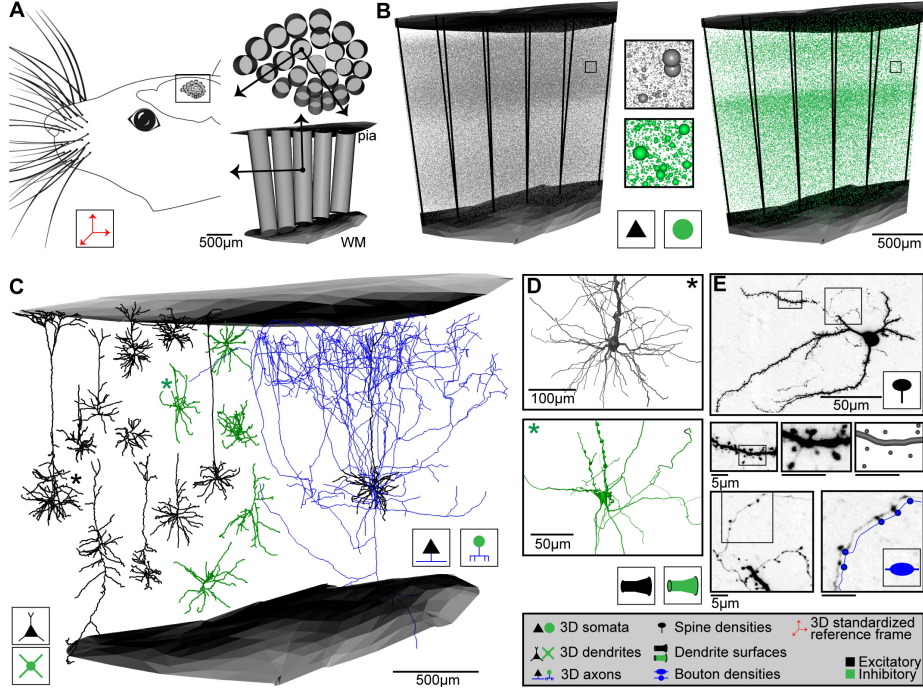 A
pia
500µm
WM
B
500µm
C
500µm
D
*
100µm
*
50µm
E
50µm
5µm
5µm
*
*
3D somata
Spine densities
3D standardized
reference frame
3D dendrites
Dendrite surfaces
3D axons
Bouton densities
Excitatory
Inhibitory